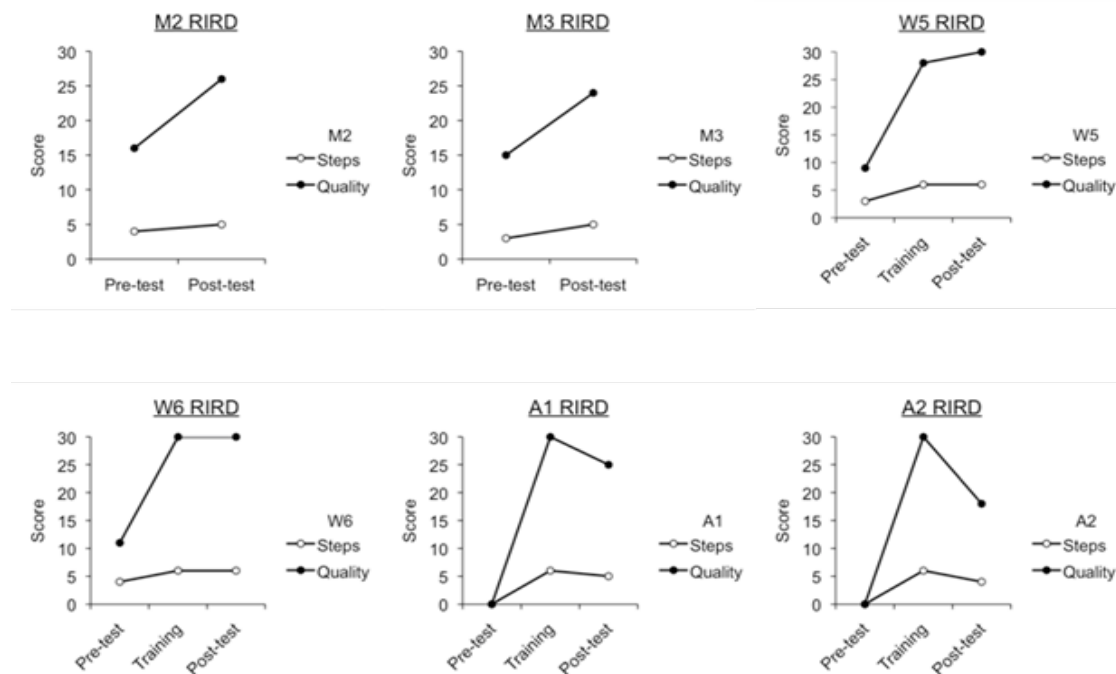 M2 RIRD
30
25
20
15
10
5
0
Score
Pre-test Post-test
M2
Steps
Quality
M3 RIRD
30
25
20
15
10
5
0
Score
Pre-test Post-test
M3
Steps
Quality
W5 RIRD
30
25
20
15
10
5
0
Score
Pre-test Training Post-test
W5
Steps
Quality
W6 RIRD
30
25
20
15
10
5
0
Score
Pre-test Training Post-test
W6
Steps
Quality
A1 RIRD
30
25
20
15
10
5
0
Score
Pre-test Training Post-test
A1
Steps
Quality
A2 RIRD
30
25
20
15
10
5
0
Score
Pre-test Training Post-test
A2
Steps
Quality